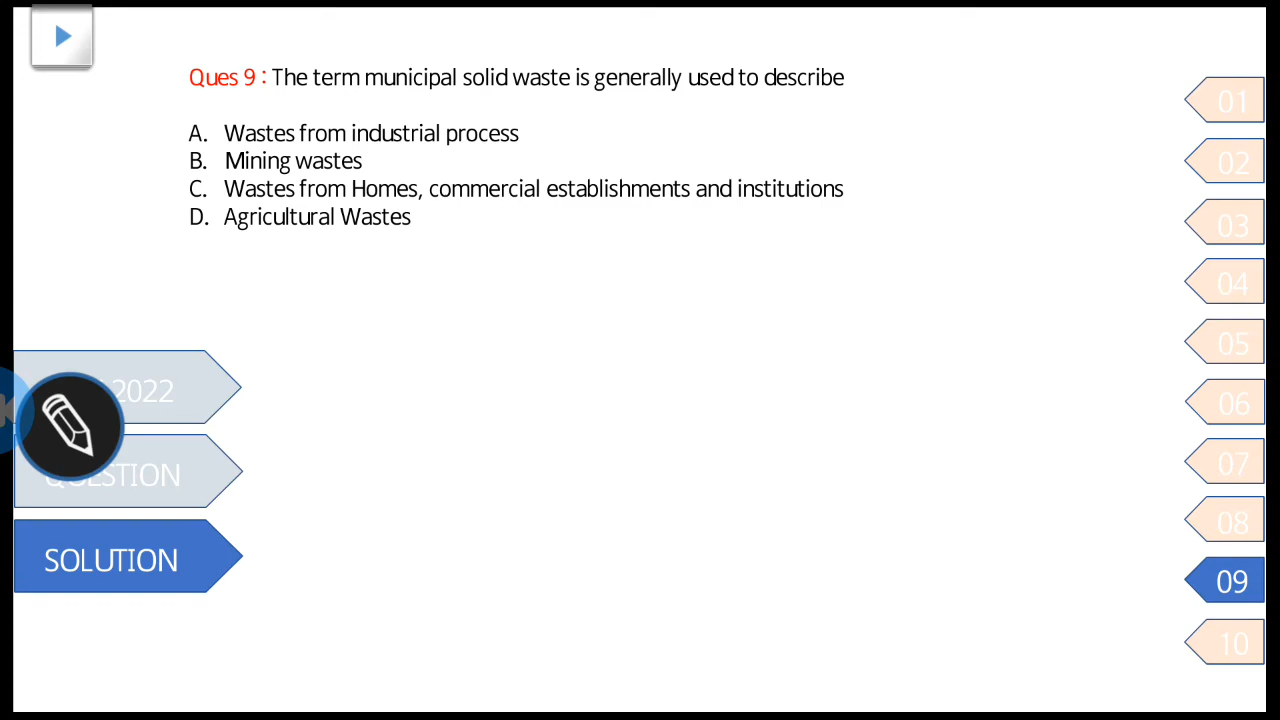 Ques 9 : The term municipal solid waste is generally used to describe
A. Wastes from industrial process
B. Mining wastes
C. Wastes from Homes, commercial establishments and institutions
D. Agricultural Wastes
2022
QUESTION
SOLUTION
01
02
03
04
05
06
07
08
09
10